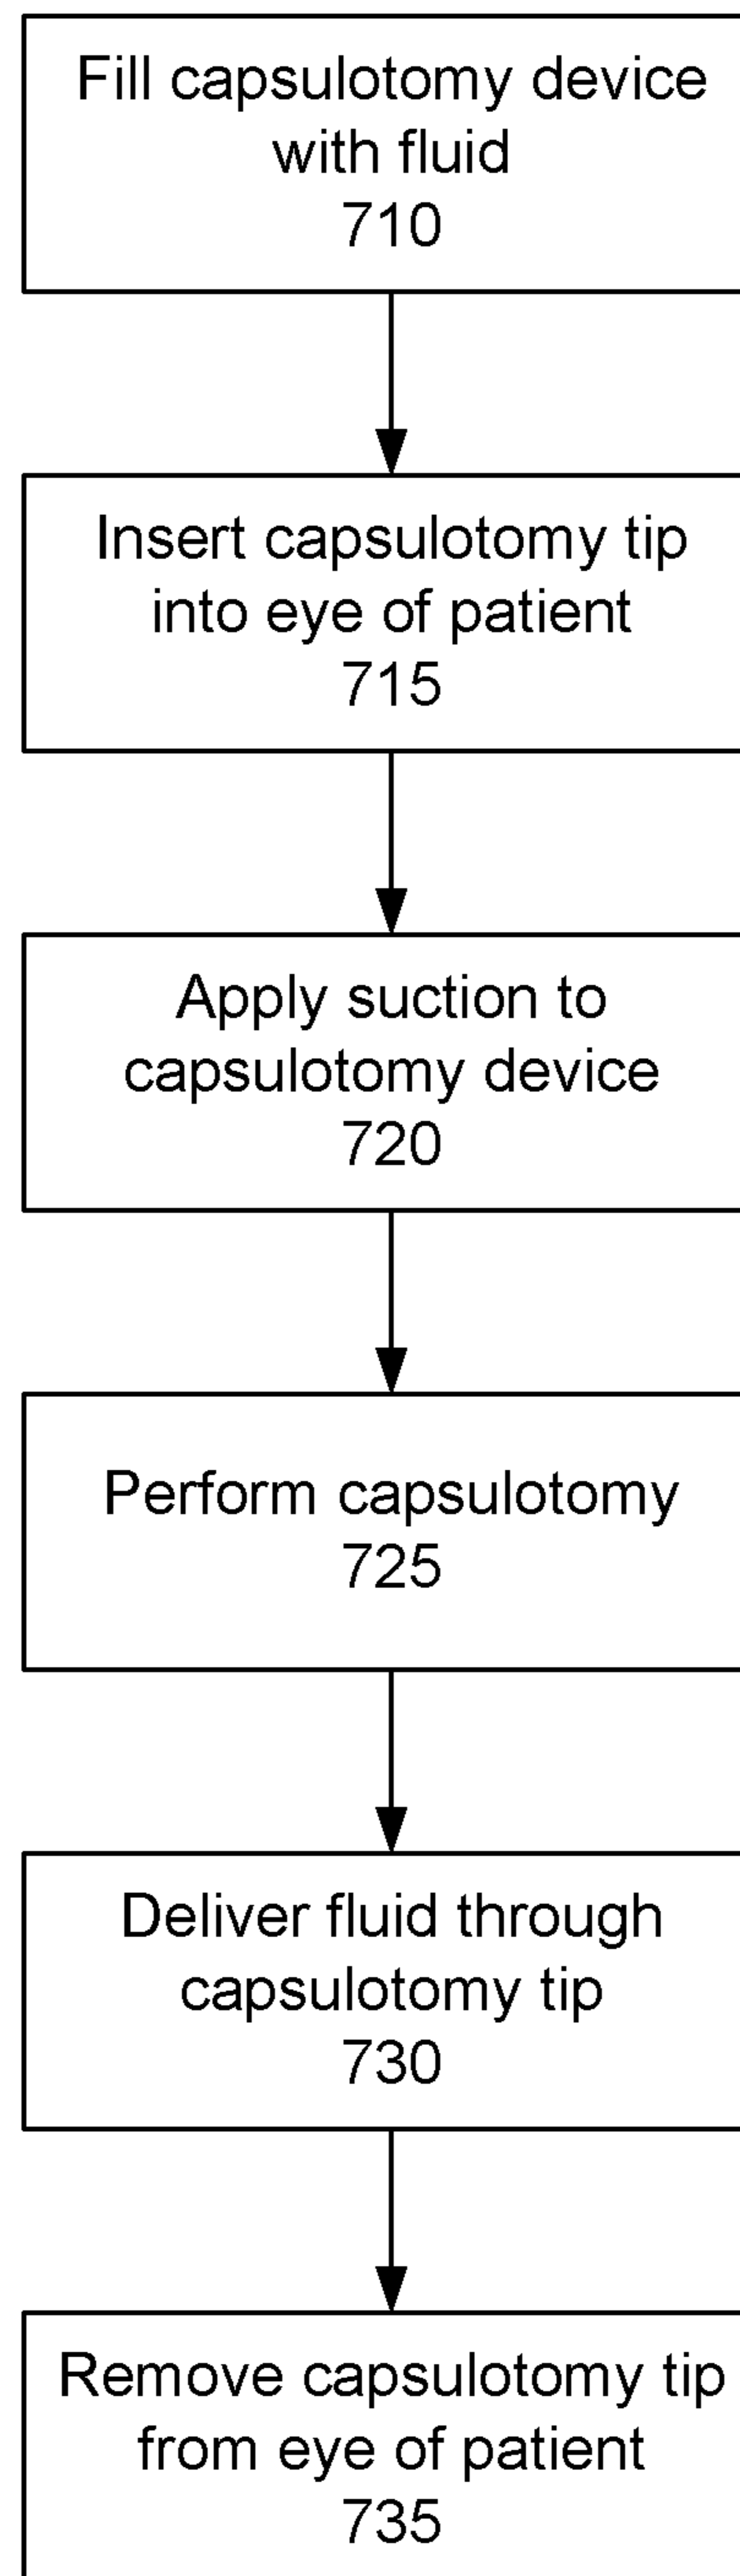 Fill capsulotomy device
with fluid
710
Insert capsulotomy tip
into eye of patient
715
Apply suction to
capsulotomy device
720
Perform capsulotomy
725
Deliver fluid through
capsulotomy tip
730
Remove capsulotomy tip
from eye of patient
735